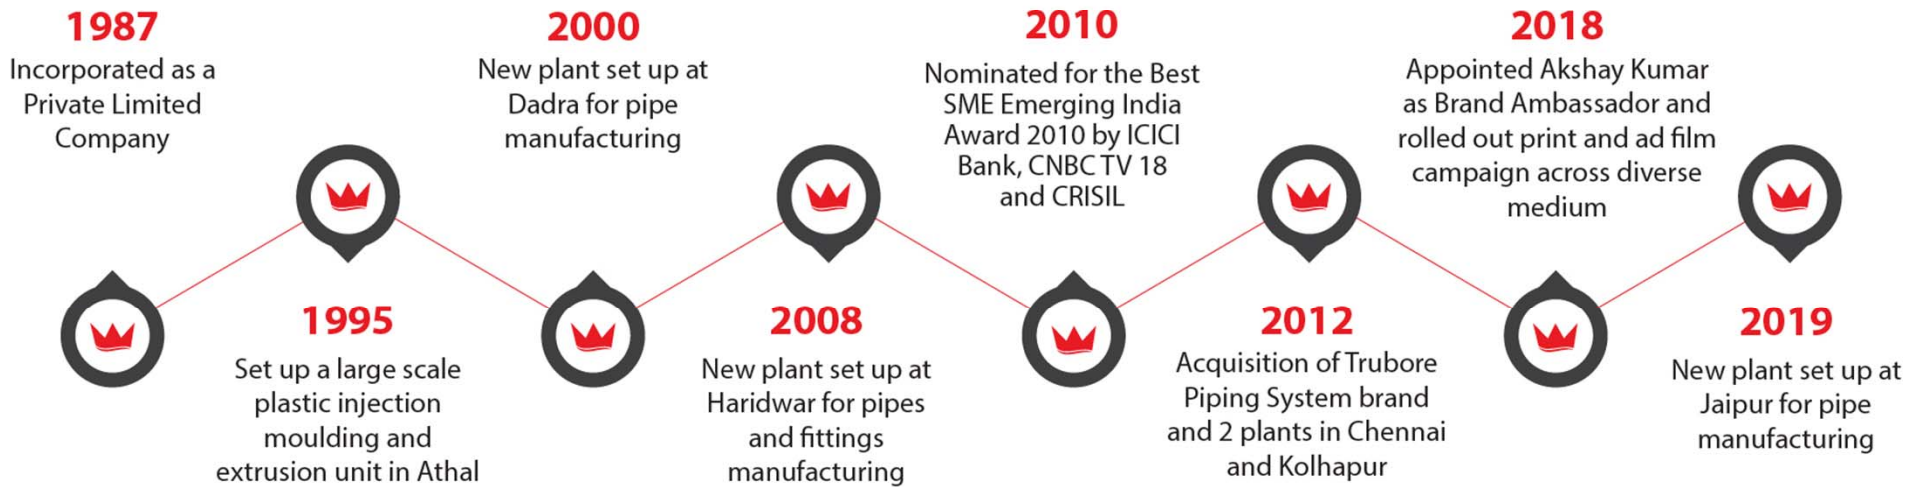 1987
Incorporated as a
Private Limited
Company
1995
Set up a large scale
plastic injection
moulding and
extrusion unit in Athal
2000
New plant set up at
Dadra for pipe
manufacturing
2008
New plant set up at
Haridwar for pipes
and fittings
manufacturing
2010
Nominated for the Best
SME Emerging India
Award 2010 by ICICI
Bank, CNBC TV 18
and CRISIL
2012
Acquisition of Trubore
Piping System brand
and 2 plants in Chennai
and Kolhapur
2018
Appointed Akshay Kumar
as Brand Ambassador and
rolled out print and ad film
campaign across diverse
medium
2019
New plant set up at
Jaipur for pipe
manufacturing